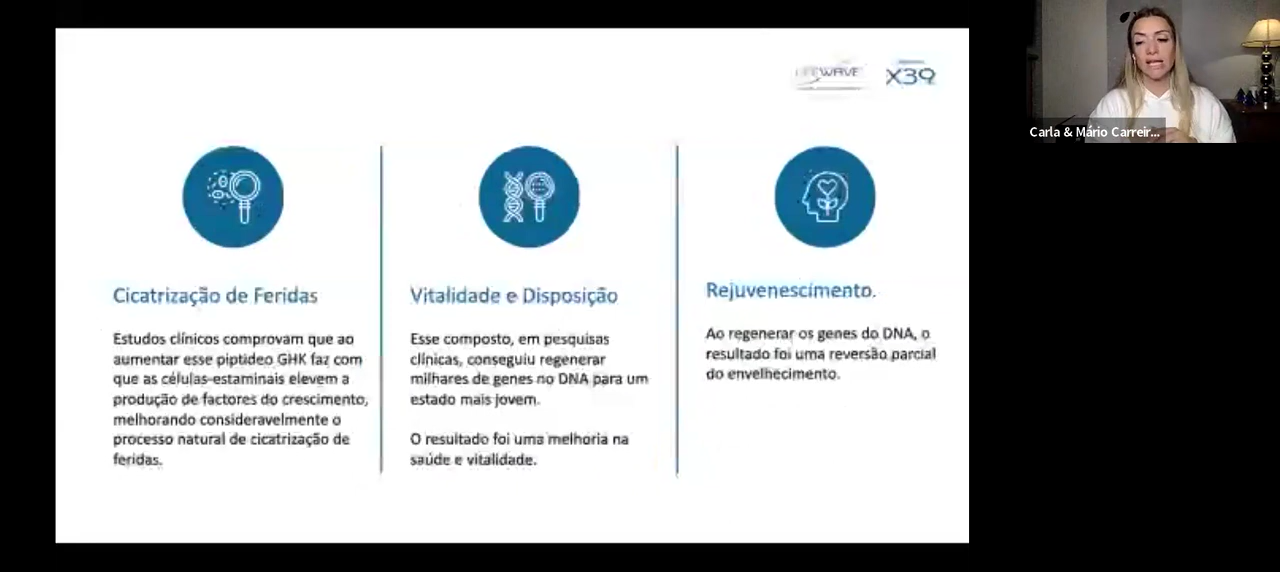 LIFEWAVE
X39
Cicatrização de Feridas
Estudos clínicos comprovam que ao
aumentar esse piptideo GHK faz com
que as células-estaminais elevem a
produção de factores do crescimento,
melhorando consideravelmente o
processo natural de cicatrização de
feridas.
Vitalidade e Disposição
Esse composto, em pesquisas
clínicas, conseguiu regenerar
milhares de genes no DNA para um
estado mais jovem.
O resultado foi uma melhoria na
saúde e vitalidade.
Rejuvenescimento.
Ao regenerar os genes do DNA, o
resultado foi uma reversão parcial
do envelhecimento.
Carla & Mário Carreir...